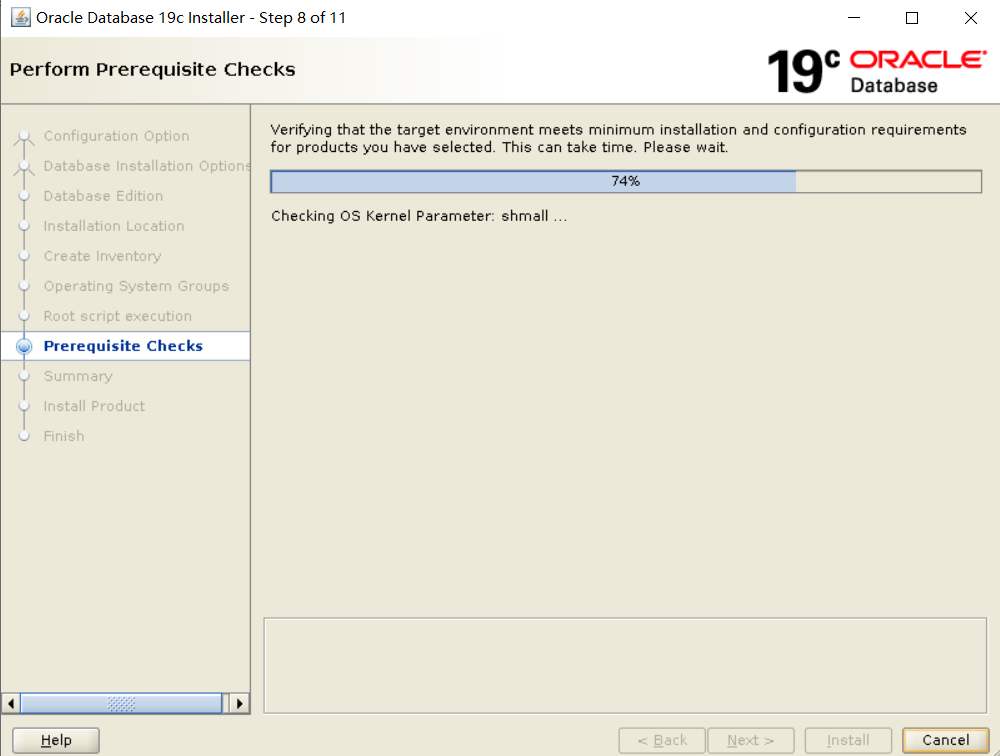 Oracle Database 19c Installer - Step 8 of 11
Perform Prerequisite Checks
19c ORACLE
Database
Configuration Option
Database Installation Options
Database Edition
Installation Location
Create Inventory
Operating System Groups
Root script execution
Prerequisite Checks
Summary
Install Product
Finish
Verifying that the target environment meets minimum installation and configuration requirements
for products you have selected. This can take time. Please wait.
74%
Checking OS Kernel Parameter: shmall ...
Help
< Back
Next >
Install
Cancel